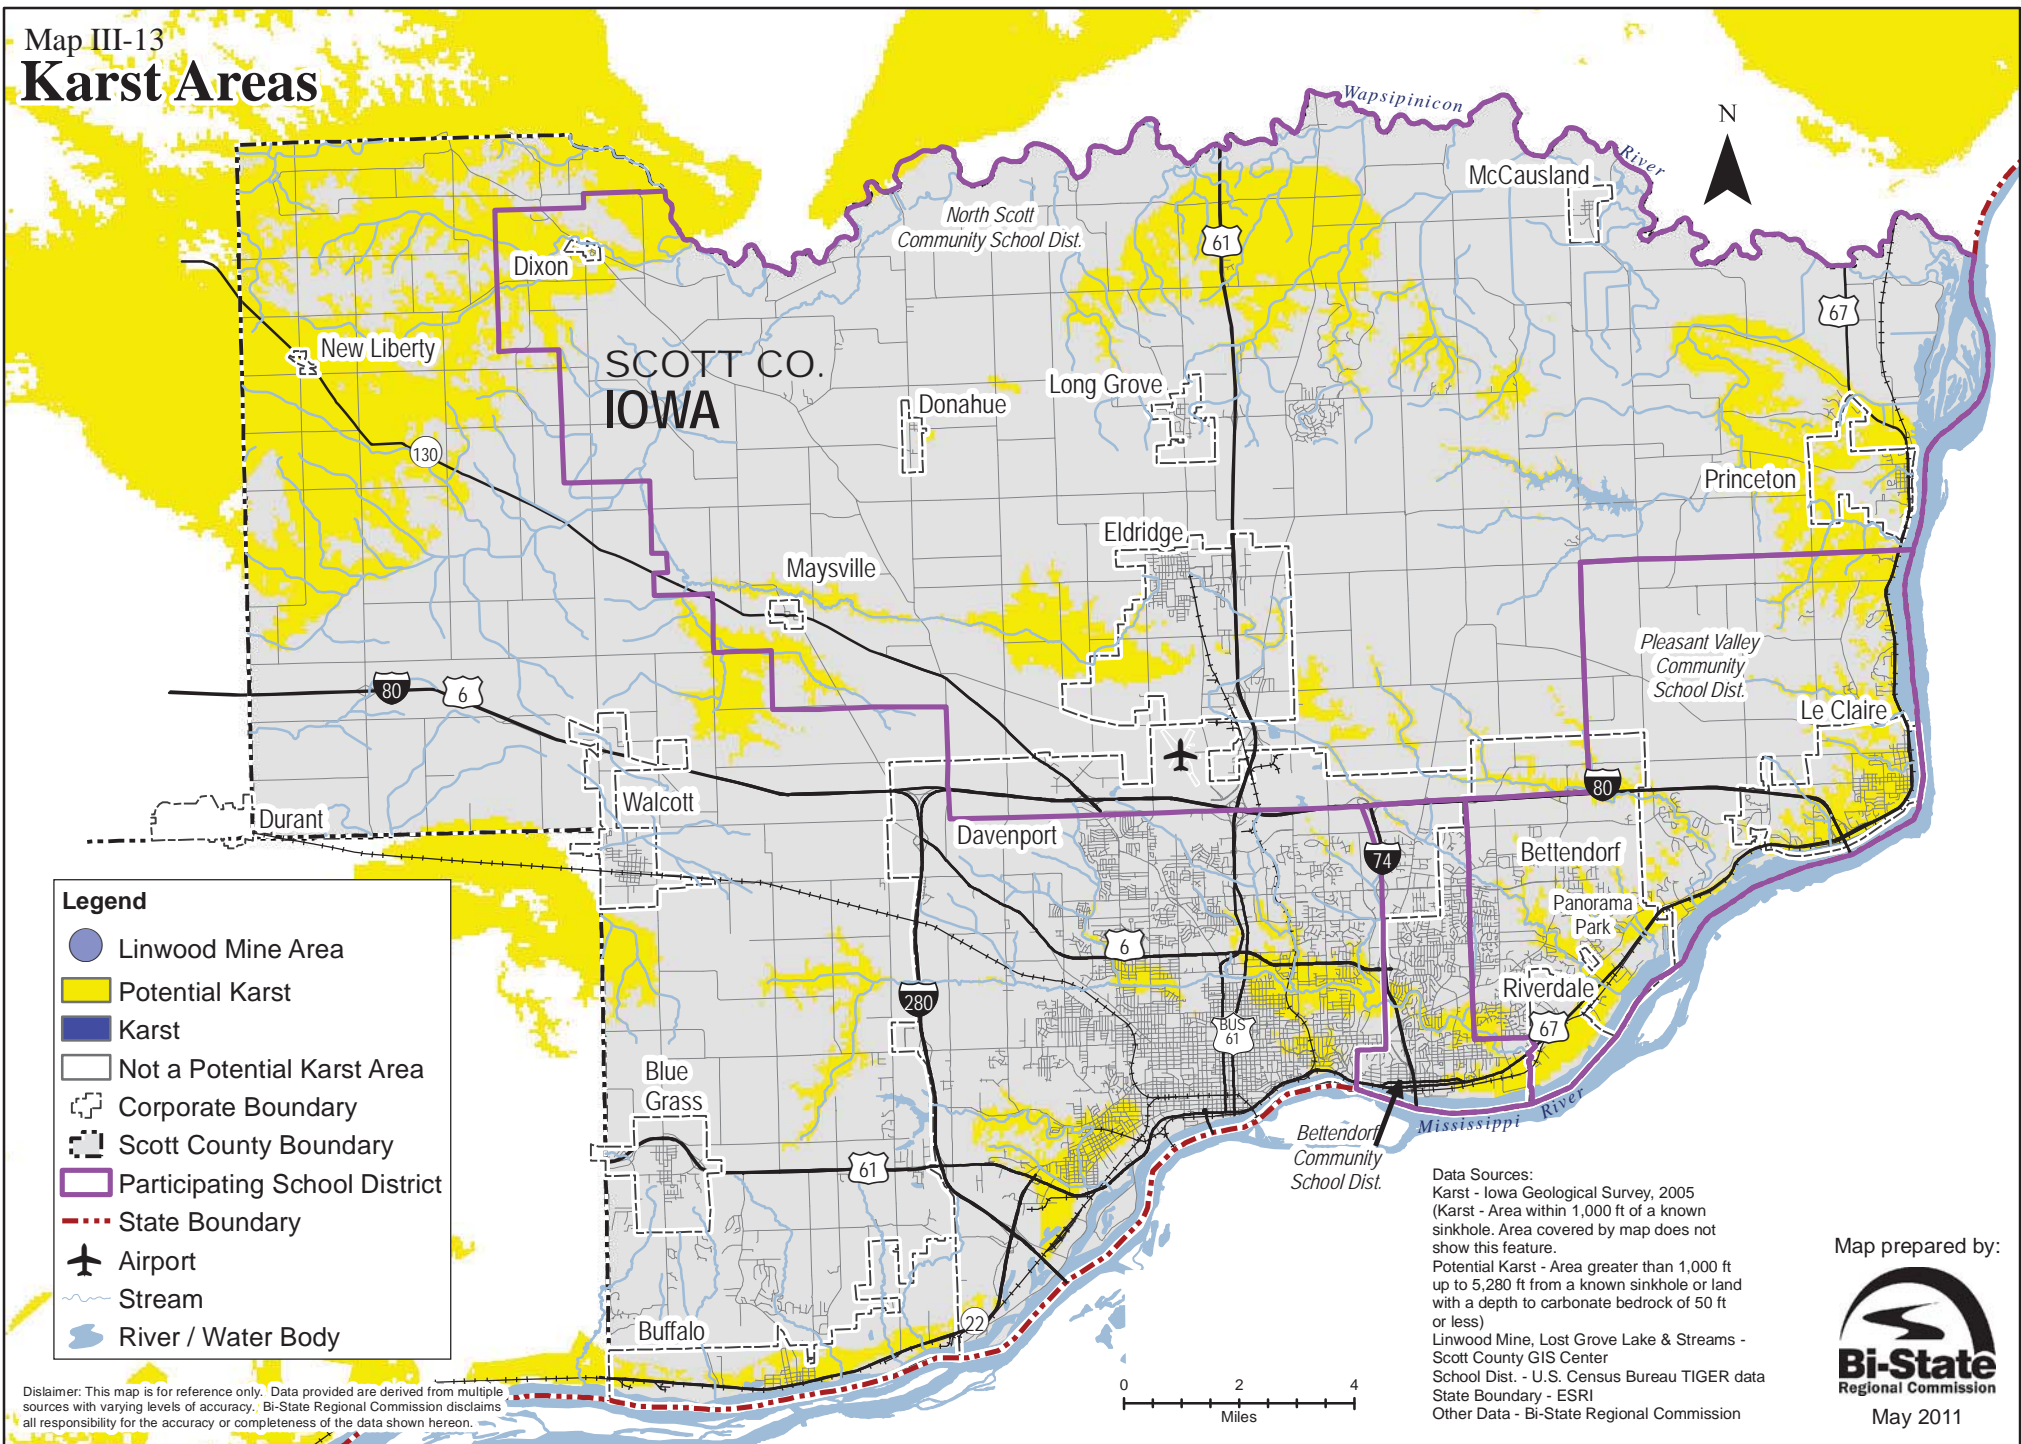 Map III-13
Karst Areas
Wapsipinicon
River
N
McCausland
North Scott
Community School Dist.
61
67
Dixon
New Liberty
SCOTT CO.
IOWA
Long Grove
Donahue
130
Princeton
Eldridge
Maysville
Pleasant Valley
Community
School Dist.
80
6
Le Claire
80
Walcott
Durant
Davenport
74
Bettendorf
Panorama
Park
6
Riverdale
280
BUS
61
67
Blue
Grass
61
Mississippi River
Bettendorf
Community
School Dist.
Buffalo
22
Legend
Linwood Mine Area
Potential Karst
Karst
Not a Potential Karst Area
Corporate Boundary
Scott County Boundary
Participating School District
State Boundary
Airport
Stream
River / Water Body
Dislaimer: This map is for reference only. Data provided are derived from multiple
sources with varying levels of accuracy. Bi-State Regional Commission disclaims
all responsibility for the accuracy or completeness of the data shown hereon.
0 2 4
Miles
Data Sources:
Karst - Iowa Geological Survey, 2005
(Karst - Area within 1,000 ft of a known
sinkhole. Area covered by map does not
show this feature.
Potential Karst - Area greater than 1,000 ft
up to 5,280 ft from a known sinkhole or land
with a depth to carbonate bedrock of 50 ft
or less)
Linwood Mine, Lost Grove Lake & Streams -
Scott County GIS Center
School Dist. - U.S. Census Bureau TIGER data
State Boundary - ESRI
Other Data - Bi-State Regional Commission
Map prepared by:
Bi-State
Regional Commission
May 2011